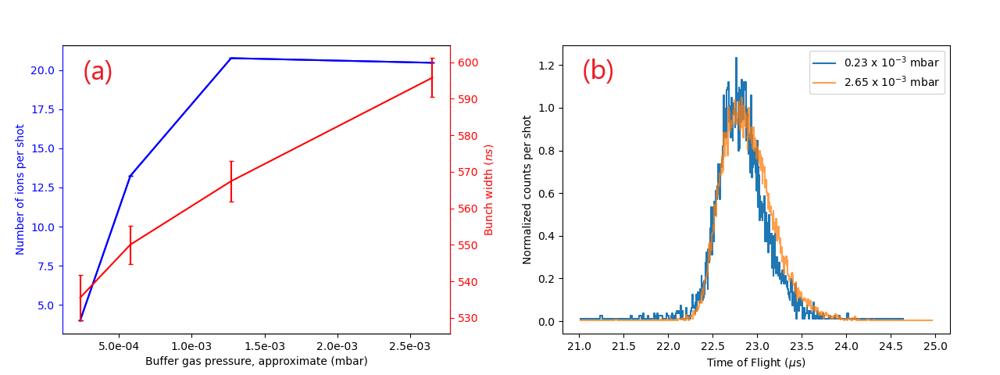 (a)
20.0
17.5
15.0
12.5
10.0
7.5
5.0
Number of ions per shot
600
590
580
570
560
550
540
530
Bunch width (ns)
5.0e-04 1.0e-03 1.5e-03 2.0e-03 2.5e-03
Buffer gas pressure, approximate (mbar)
(b)
0.23 x 10⁻³ mbar
2.65 x 10⁻³ mbar
1.2
1.0
0.8
0.6
0.4
0.2
0.0
Normalized counts per shot
21.0 21.5 22.0 22.5 23.0 23.5 24.0 24.5 25.0
Time of Flight (μs)